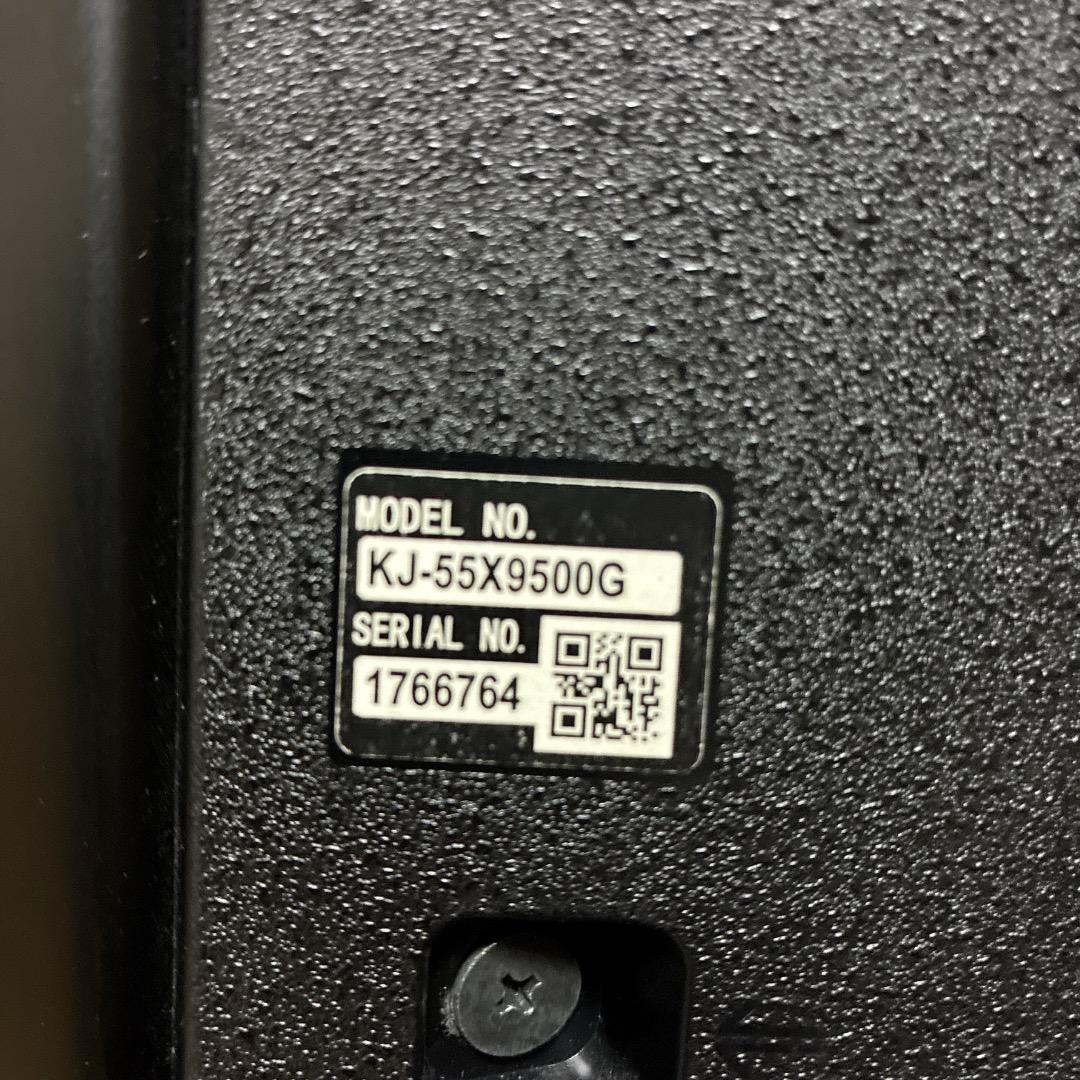 MODEL NO.
KJ-55X9500G
SERIAL NO.
1766764